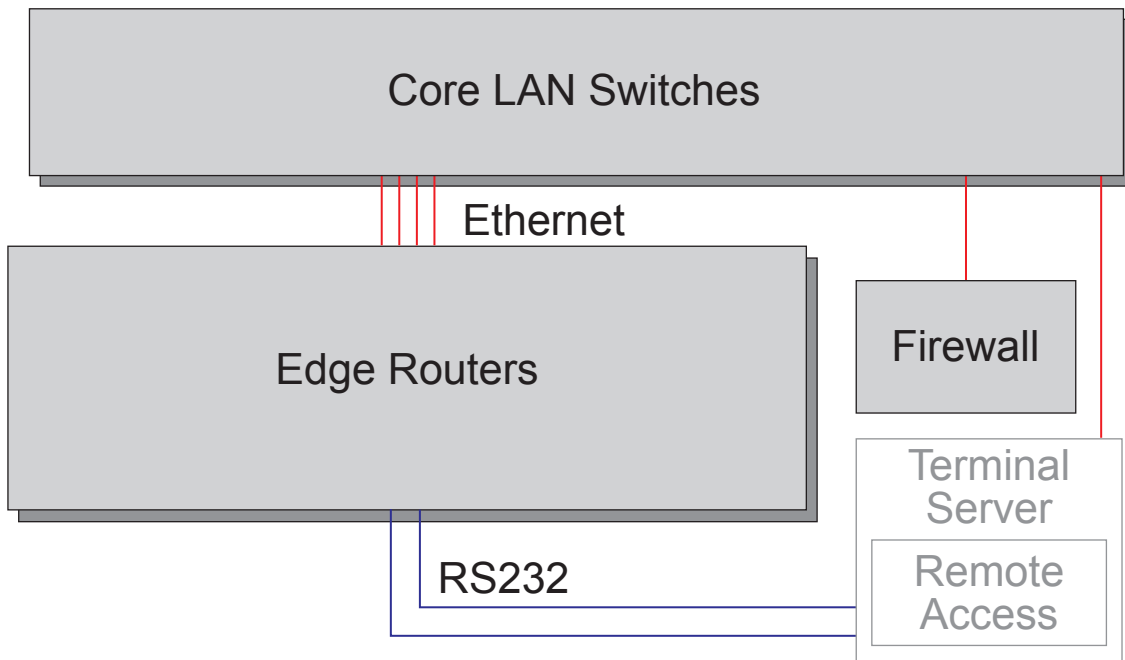 Core LAN Switches
Ethernet
Edge Routers
Firewall
Terminal
Server
RS232
Remote
Access